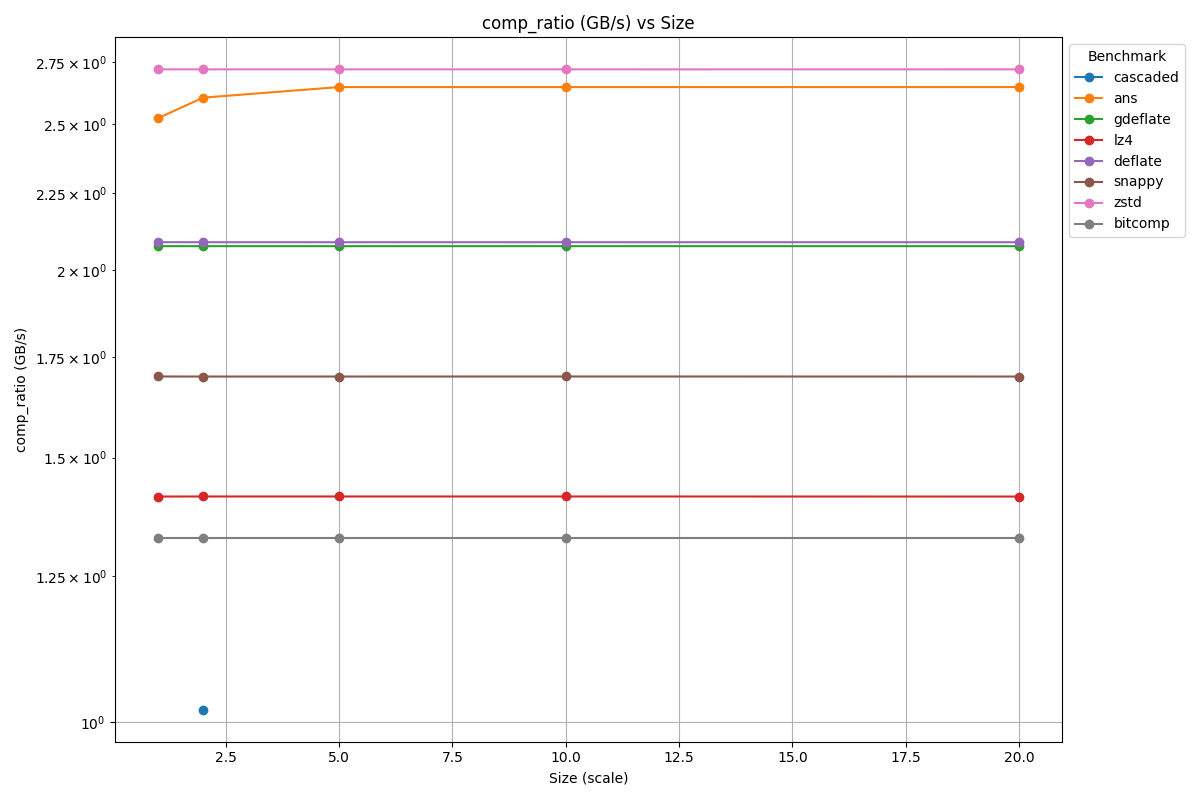 comp_ratio (GB/s) vs Size
comp_ratio (GB/s)
2.75 × 10⁰
2.5 × 10⁰
2.25 × 10⁰
2 × 10⁰
1.75 × 10⁰
1.5 × 10⁰
1.25 × 10⁰
10⁰
2.5 5.0 7.5 10.0 12.5 15.0 17.5 20.0
Size (scale)
Benchmark
cascaded
ans
gdeflate
lz4
deflate
snappy
zstd
bitcomp